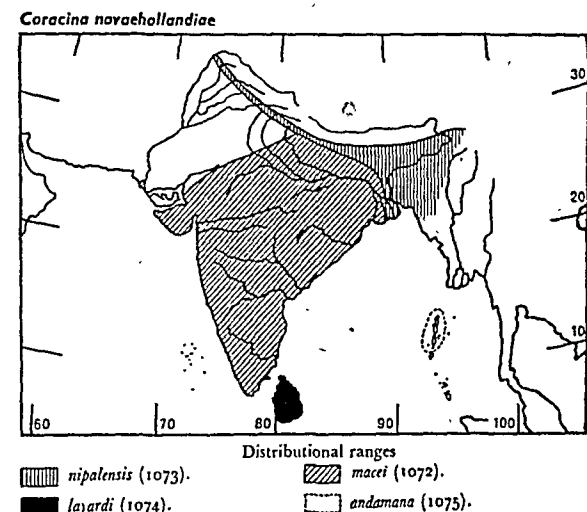 Coracina novaehollandiae
30
20
10
60 70 80 90 100
Distributional ranges
nipalensis (1073). macei (1072).
layardi (1074). andamana (1075).